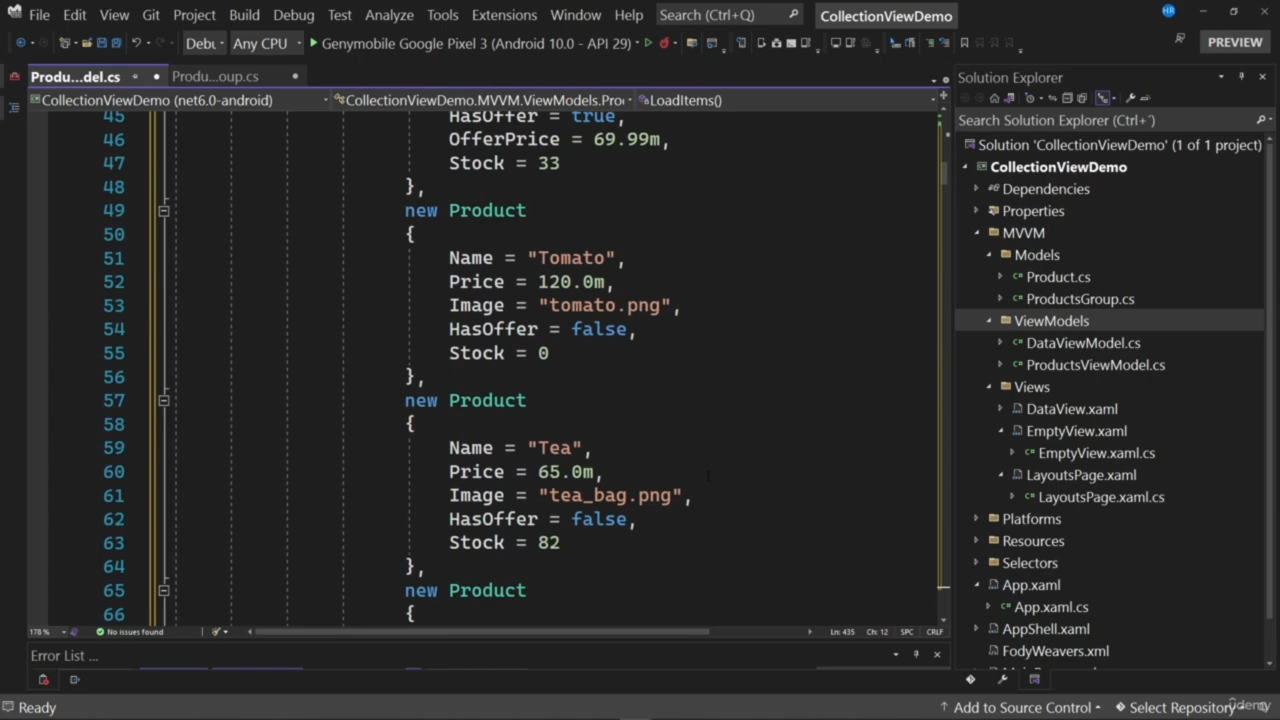 File Edit View Git Project Build Debug Test Analyze Tools Extensions Window Help Search (Ctrl+Q) CollectionViewDemo HR
Debu Any CPU Genymobile Google Pixel 3 (Android 10.0 - API 29) PREVIEW
Produ...del.cs Produ...oup.cs
Solution Explorer
CollectionViewDemo (net6.0-android) CollectionViewDemo.MVVM.ViewModels.Pro LoadItems()
Search Solution Explorer (Ctrl+´)
45 HasOffer = true,
46 OfferPrice = 69.99m,
47 Stock = 33
48 },
49 new Product
50 {
51 Name = "Tomato",
52 Price = 120.0m,
53 Image = "tomato.png",
54 HasOffer = false,
55 Stock = 0
56 },
57 new Product
58 {
59 Name = "Tea",
60 Price = 65.0m,
61 Image = "tea_bag.png",
62 HasOffer = false,
63 Stock = 82
64 },
65 new Product
66 {
Solution 'CollectionViewDemo' (1 of 1 project)
CollectionViewDemo
Dependencies
Properties
MVVM
Models
Product.cs
ProductsGroup.cs
ViewModels
DataViewModel.cs
ProductsViewModel.cs
Views
DataView.xaml
EmptyView.xaml
EmptyView.xaml.cs
LayoutsPage.xaml
LayoutsPage.xaml.cs
Platforms
Resources
Selectors
App.xaml
App.xaml.cs
AppShell.xaml
FodyWeavers.xml
178 % No issues found Ln: 435 Ch: 12 SPC CRLF
Error List ...
Ready Add to Source Control Select Repository
Udemy